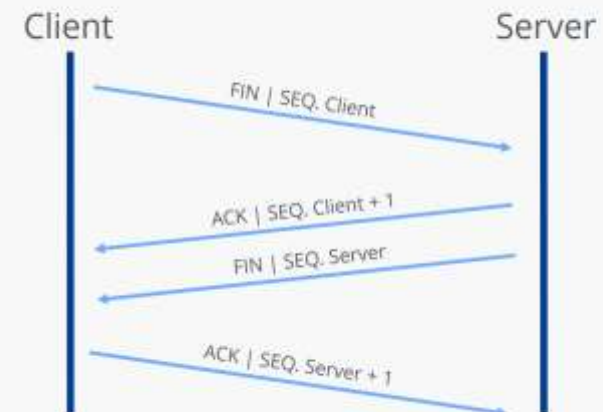 Client
Server
FIN | SEQ. Client
ACK | SEQ. Client + 1
FIN | SEQ. Server
ACK | SEQ. Server + 1